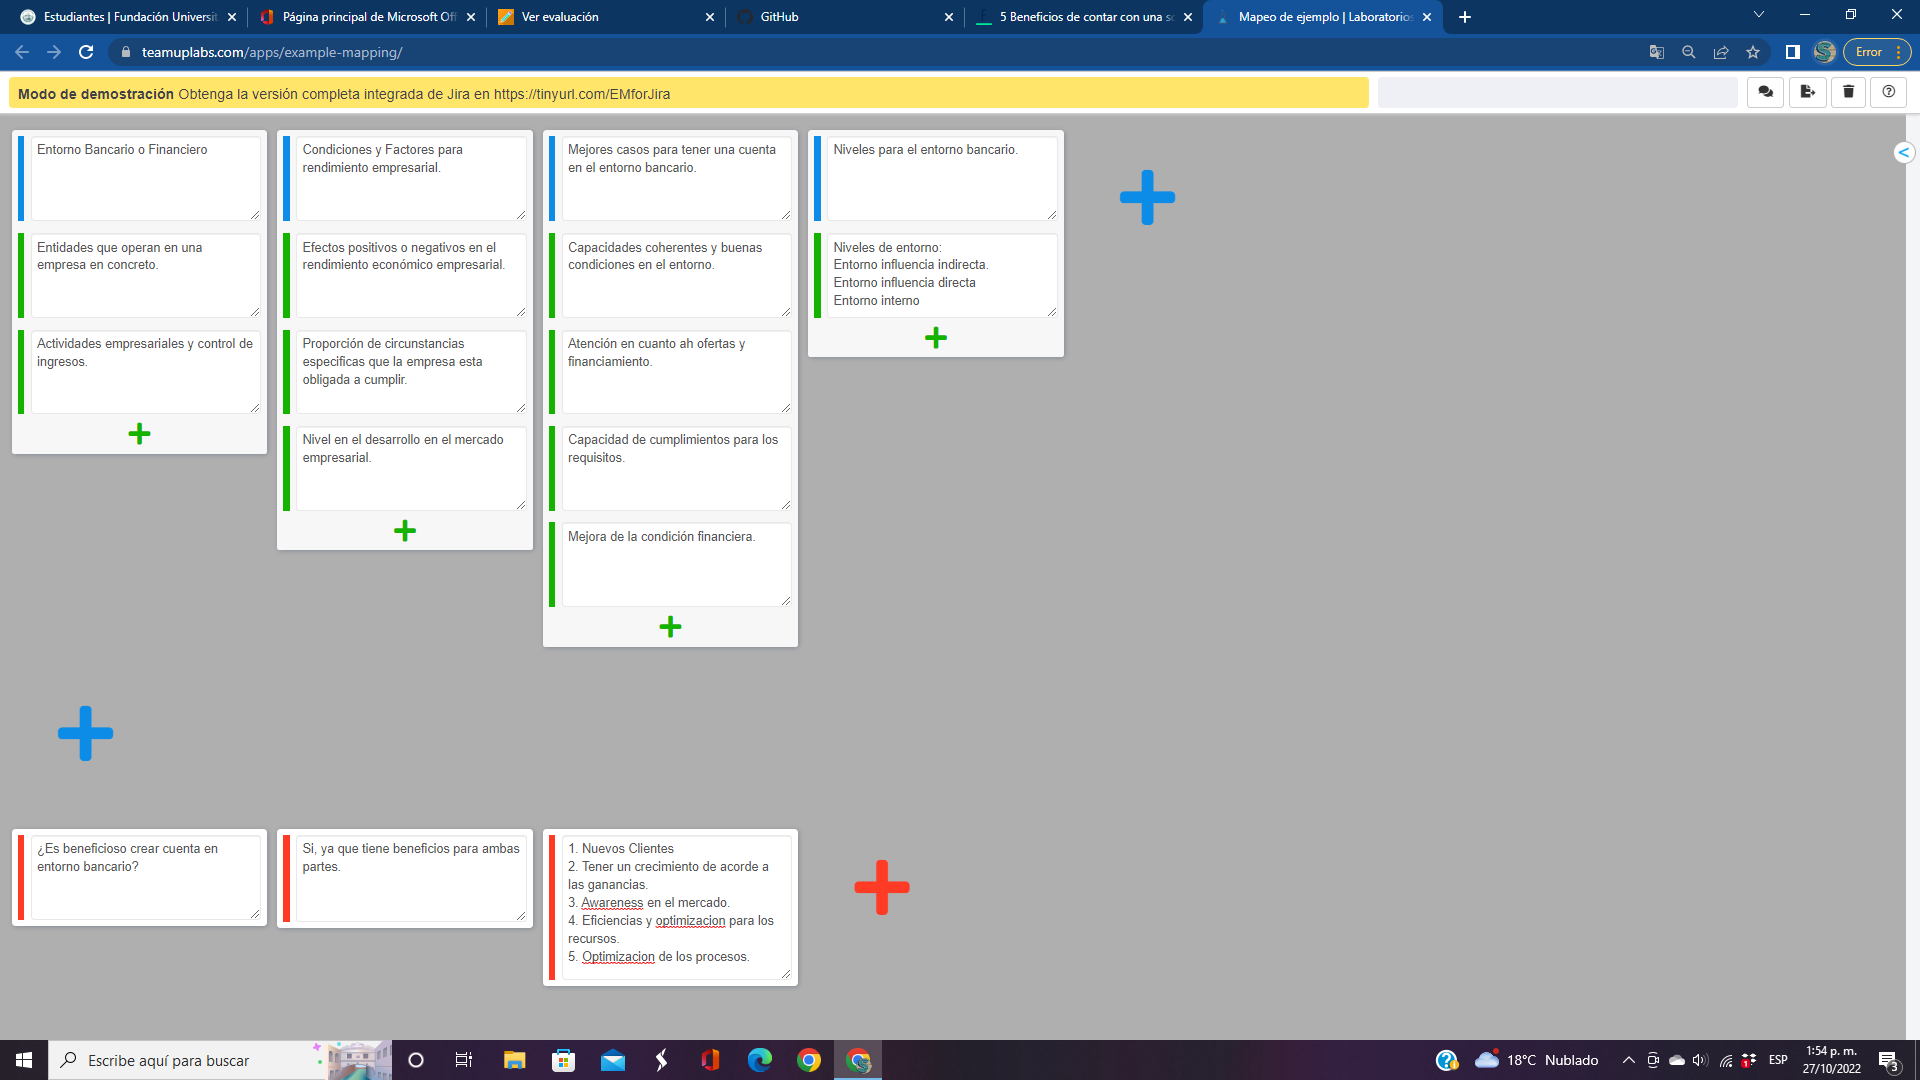 Estudiantes | Fundación Universit
Página principal de Microsoft Off
Ver evaluación
GitHub
5 Beneficios de contar con una so
Mapeo de ejemplo | Laboratorios
teamuplabs.com/apps/example-mapping/
Error
Modo de demostración Obtenga la versión completa integrada de Jira en https://tinyurl.com/EMforJira
Entorno Bancario o Financiero
Entidades que operan en una
empresa en concreto.
Actividades empresariales y control de
ingresos.
Condiciones y Factores para
rendimiento empresarial.
Efectos positivos o negativos en el
rendimiento económico empresarial.
Proporción de circunstancias
especificas que la empresa esta
obligada a cumplir.
Nivel en el desarrollo en el mercado
empresarial.
Mejores casos para tener una cuenta
en el entorno bancario.
Capacidades coherentes y buenas
condiciones en el entorno.
Atención en cuanto ah ofertas y
financiamiento.
Capacidad de cumplimientos para los
requisitos.
Mejora de la condición financiera.
Niveles para el entorno bancario.
Niveles de entorno:
Entorno influencia indirecta.
Entorno influencia directa
Entorno interno
¿Es beneficioso crear cuenta en
entorno bancario?
Si, ya que tiene beneficios para ambas
partes.
1. Nuevos Clientes
2. Tener un crecimiento de acorde a
las ganancias.
3. Awareness en el mercado.
4. Eficiencias y optimizacion para los
recursos.
5. Optimizacion de los procesos.
Escribe aquí para buscar
18°C Nublado
ESP
1:54 p. m.
27/10/2022
3